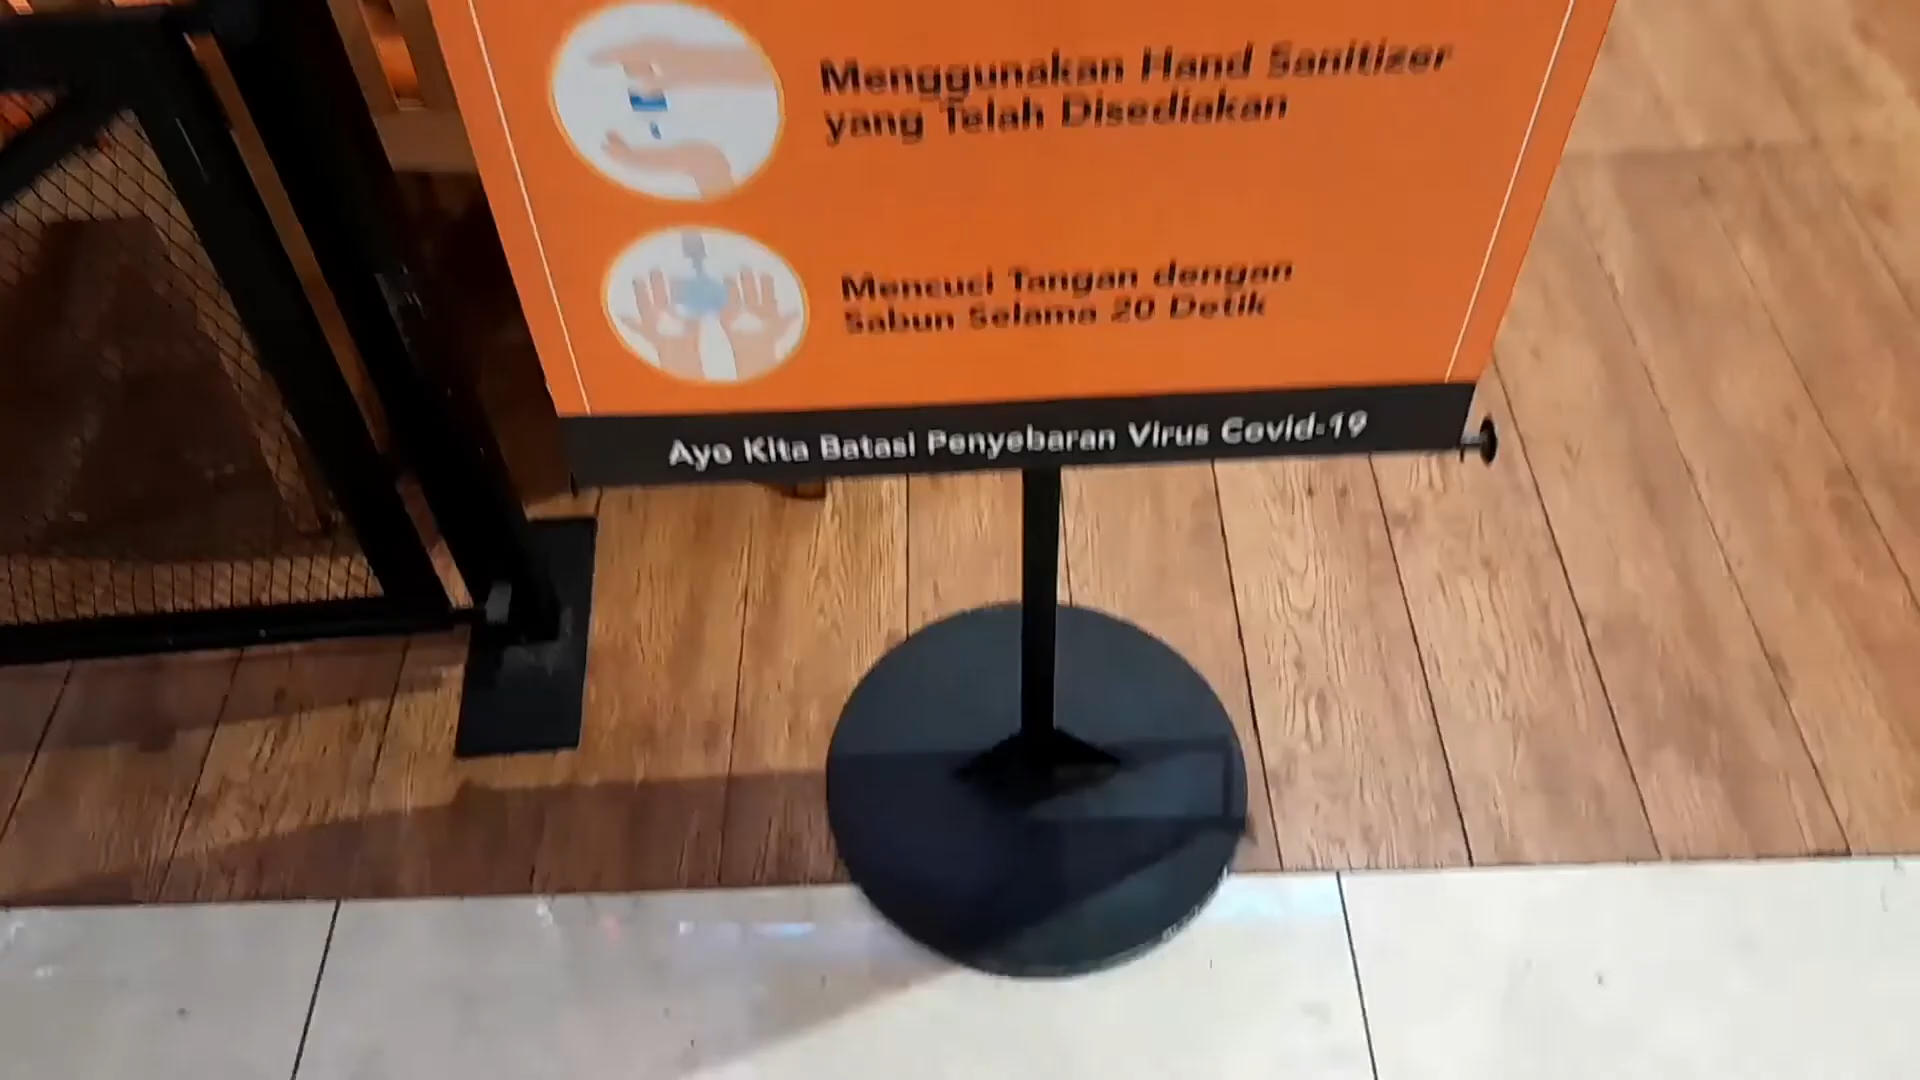 Menggunakan Hand Sanitizer
yang Telah Disediakan
Mencuci Tangan dengan
Sabun Selama 20 Detik
Ayo Kita Batasi Penyebaran Virus Covid-19